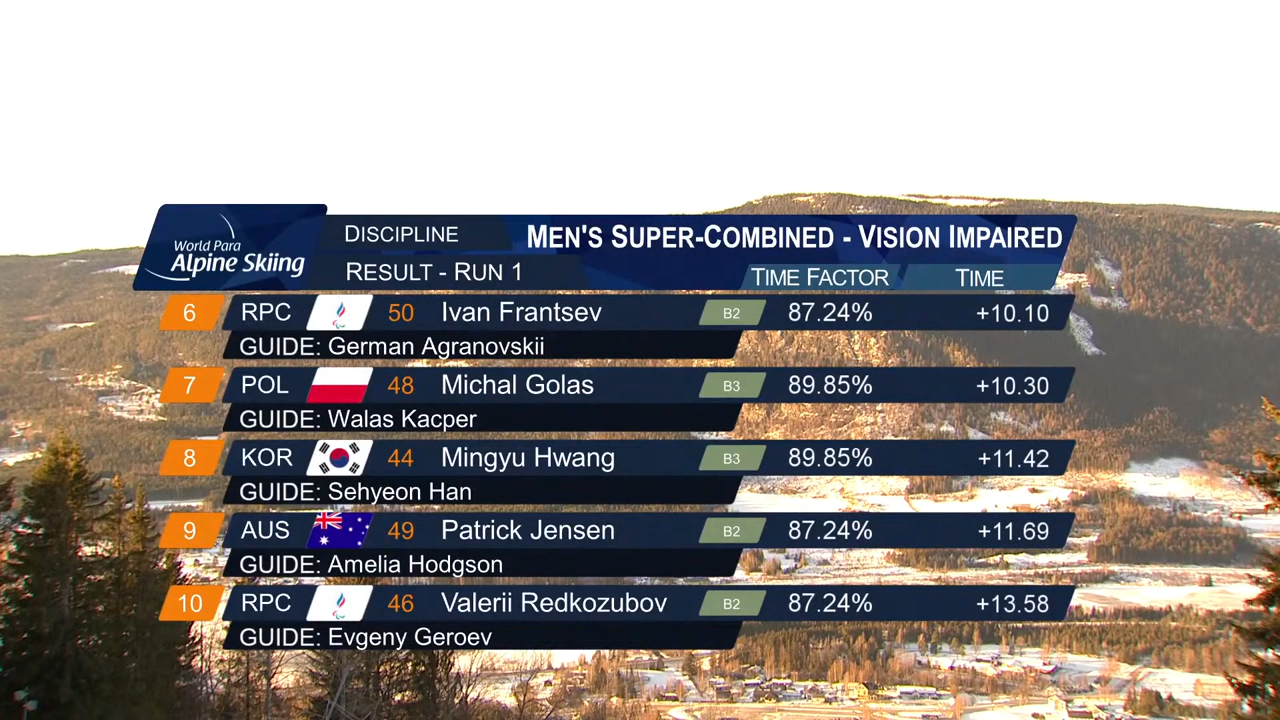 World Para
Alpine Skiing
DISCIPLINE
MEN'S SUPER-COMBINED - VISION IMPAIRED
RESULT - RUN 1
TIME FACTOR
TIME
6 RPC 50 Ivan Frantsev B2 87.24% +10.10
GUIDE: German Agranovskii
7 POL 48 Michal Golas B3 89.85% +10.30
GUIDE: Walas Kacper
8 KOR 44 Mingyu Hwang B3 89.85% +11.42
GUIDE: Sehyeon Han
9 AUS 49 Patrick Jensen B2 87.24% +11.69
GUIDE: Amelia Hodgson
10 RPC 46 Valerii Redkozubov B2 87.24% +13.58
GUIDE: Evgeny Geroev